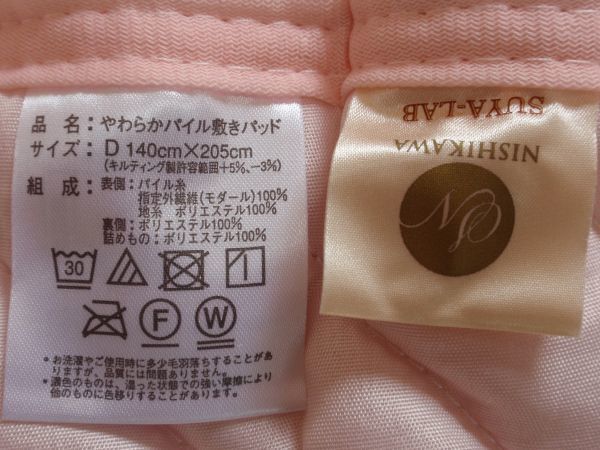 品 名：やわらかパイル敷きパッド
サイズ：D 140cm×205cm
(キルティング製許容範囲＋5%、−3%)
組 成：表側：パイル糸
指定外繊維(モダール)100%
地糸 ポリエステル100%
裏側：ポリエステル100%
詰めもの：ポリエステル100%
30
F W
*お洗濯やご使用時に多少毛羽落ちすることがあ
りますが、品質には問題ありません。
*濃色のものは、湿った状態での強い摩擦により
他のものに色移りすることがあります。
SUYA-LAB
NISHIKAWA
SN